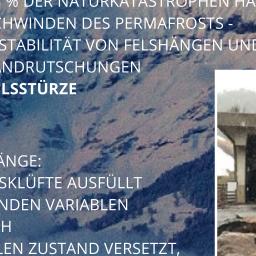 % DER NATURKATASTROPHEN HA
HWINDEN DES PERMAFROSTS -
STABILITÄT VON FELSHÄNGEN UND
ANDRUTSCHUNGEN
LSSTÜRZE
ÄNGE:
SKLÜFTE AUSFÜLLT
NDEN VARIABLEN
H
LEN ZUSTAND VERSETZT,